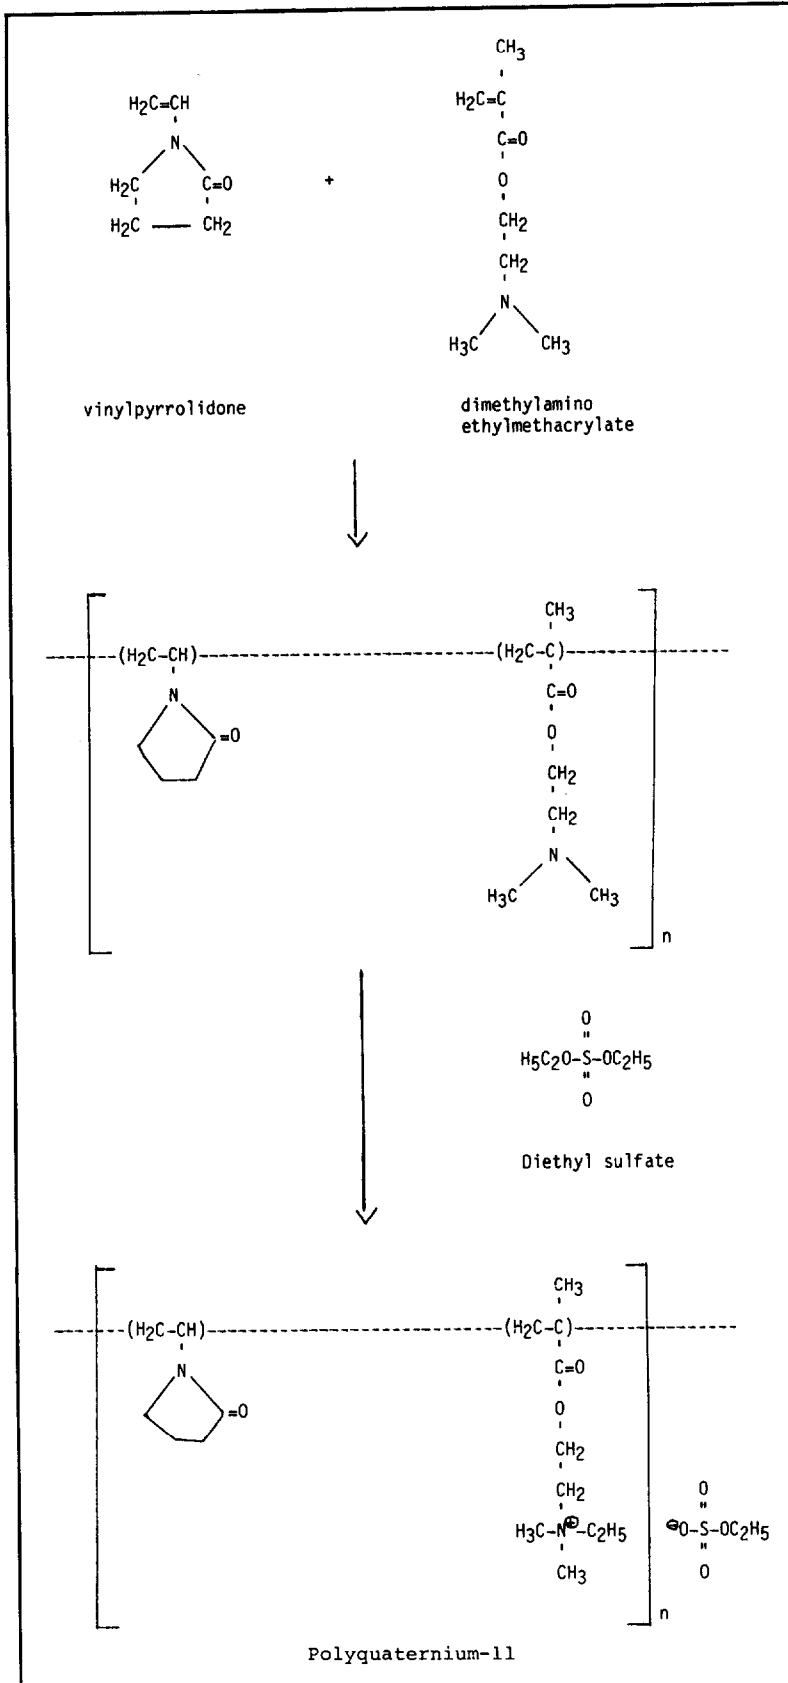 CH3
H2C=CH
H2C=C
N
C=O
H2C C=O + O
H2C CH2 CH2
CH2
N
H3C CH3
vinylpyrrolidone
dimethylamino
ethylmethacrylate
CH3
(H2C-CH) (H2C-C)
N C=O
=O O
CH2
CH2
N
H3C CH3
n
O
"
H5C2O-S-OC2H5
"
O
Diethyl sulfate
CH3
(H2C-CH) (H2C-C)
N C=O
=O O
CH2
CH2 O
"
H3C-N⊕-C2H5 ⊖O-S-OC2H5
"
CH3 O
n
Polyquaternium-11